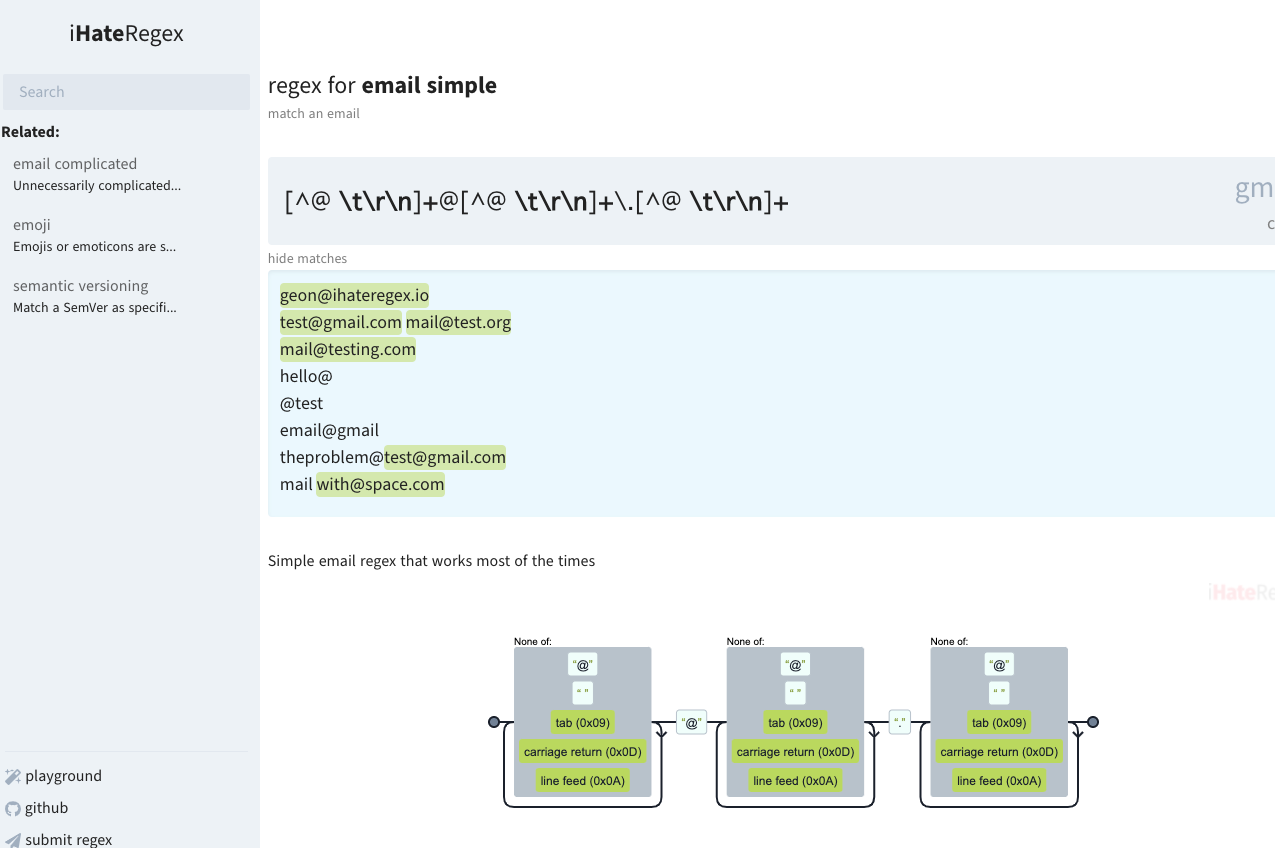 iHateRegex
Search
Related:
email complicated
Unnecessarily complicated...
emoji
Emojis or emoticons are s...
semantic versioning
Match a SemVer as specifi...
playground
github
submit regex
regex for email simple
match an email
[^@ \t\r\n]+@[^@ \t\r\n]+\.[^@ \t\r\n]+
gm
c
hide matches
geon@ihateregex.io
test@gmail.com mail@test.org
mail@testing.com
hello@
@test
email@gmail
theproblem@test@gmail.com
mail with@space.com
Simple email regex that works most of the times
iHateRe
None of: None of: None of:
“@” “@” “@”
“ ” “ ” “ ”
tab (0x09) “@” tab (0x09) “.” tab (0x09)
carriage return (0x0D) carriage return (0x0D) carriage return (0x0D)
line feed (0x0A) line feed (0x0A) line feed (0x0A)